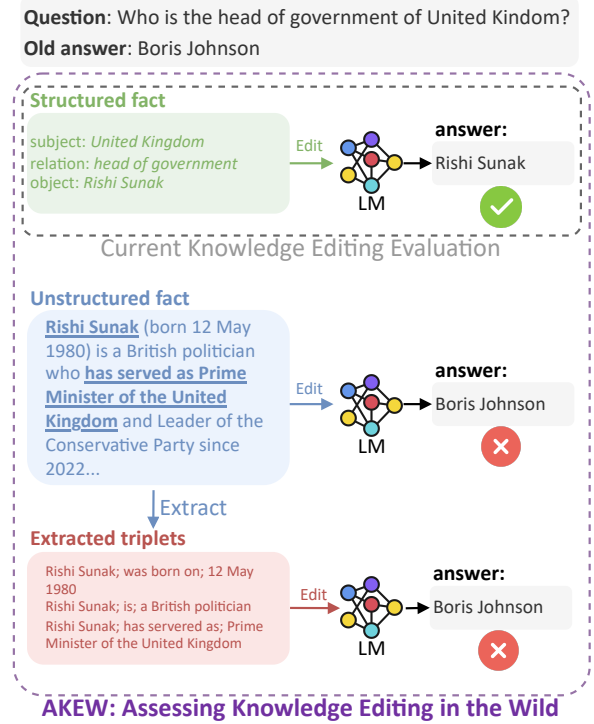 Question: Who is the head of government of United Kindom?
Old answer: Boris Johnson
Structured fact
subject: United Kingdom
relation: head of government
object: Rishi Sunak
Edit
LM
answer:
Rishi Sunak
Current Knowledge Editing Evaluation
Unstructured fact
Rishi Sunak (born 12 May
1980) is a British politician
who has served as Prime
Minister of the United
Kingdom and Leader of the
Conservative Party since
2022...
Edit
LM
answer:
Boris Johnson
Extract
Extracted triplets
Rishi Sunak; was born on; 12 May
1980
Rishi Sunak; is; a British politician
Rishi Sunak; has servered as; Prime
Minister of the United Kingdom
Edit
LM
answer:
Boris Johnson
AKEW: Assessing Knowledge Editing in the Wild